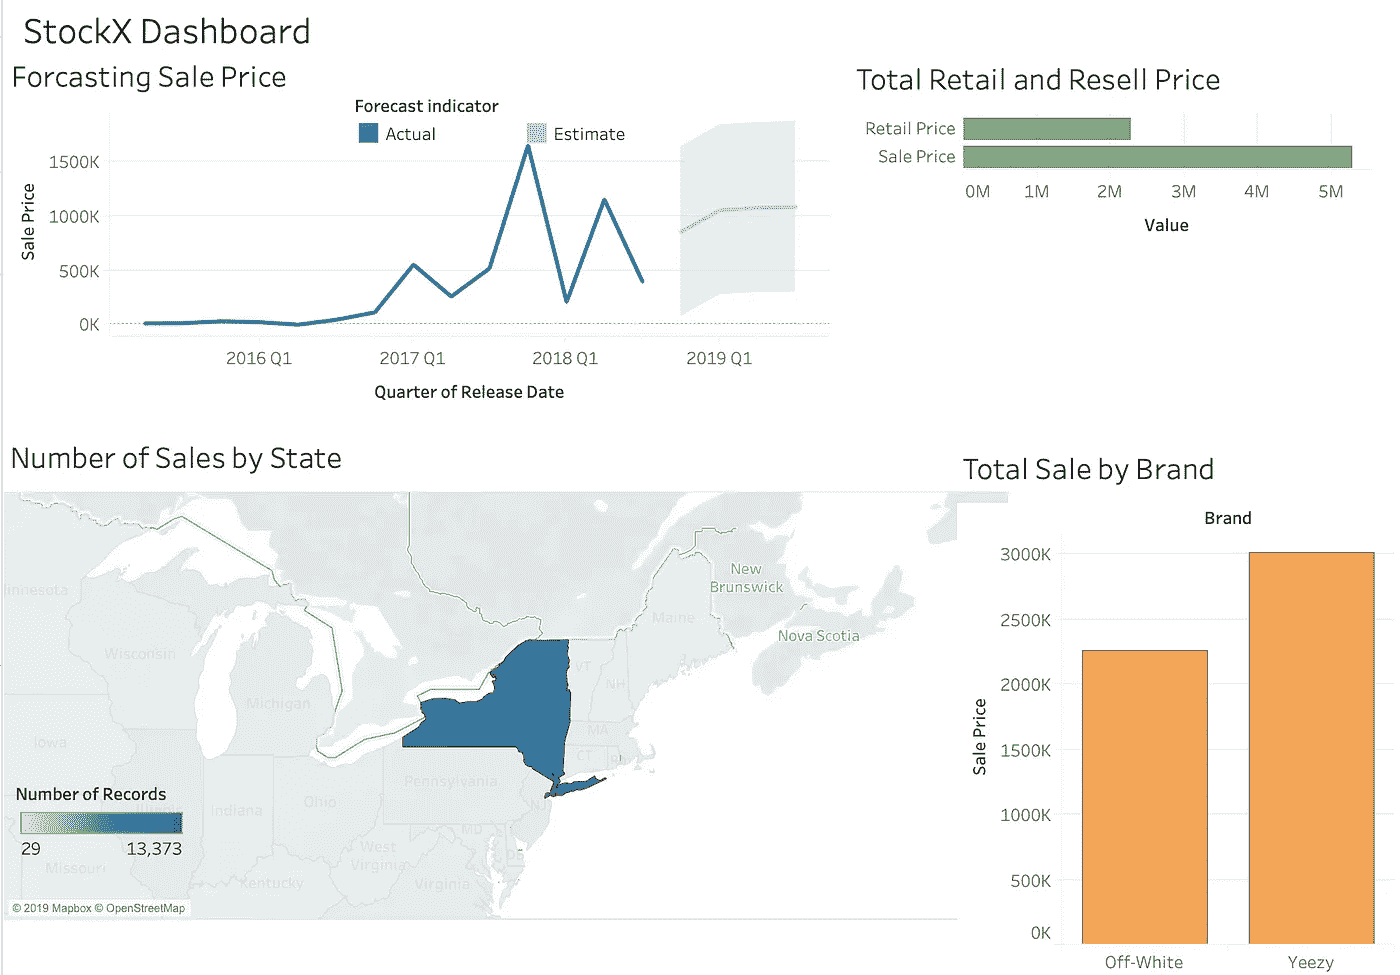 StockX Dashboard
Forcasting Sale Price
Forecast indicator
Actual
Estimate
1500K
1000K
500K
0K
Sale Price
2016 Q1
2017 Q1
2018 Q1
2019 Q1
Quarter of Release Date
Total Retail and Resell Price
Retail Price
Sale Price
0M
1M
2M
3M
4M
5M
Value
Number of Sales by State
New
Brunswick
Maine
Nova Scotia
Wisconsin
VT
NH
Michigan
MA
Iowa
CT
Pennsylvania
Number of Records
Indiana
Ohio
MD
29
13,373
West
Virginia
Missouri
Kentucky
Virginia
© 2019 Mapbox © OpenStreetMap
Total Sale by Brand
Brand
3000K
2500K
2000K
1500K
1000K
500K
0K
Sale Price
Off-White
Yeezy